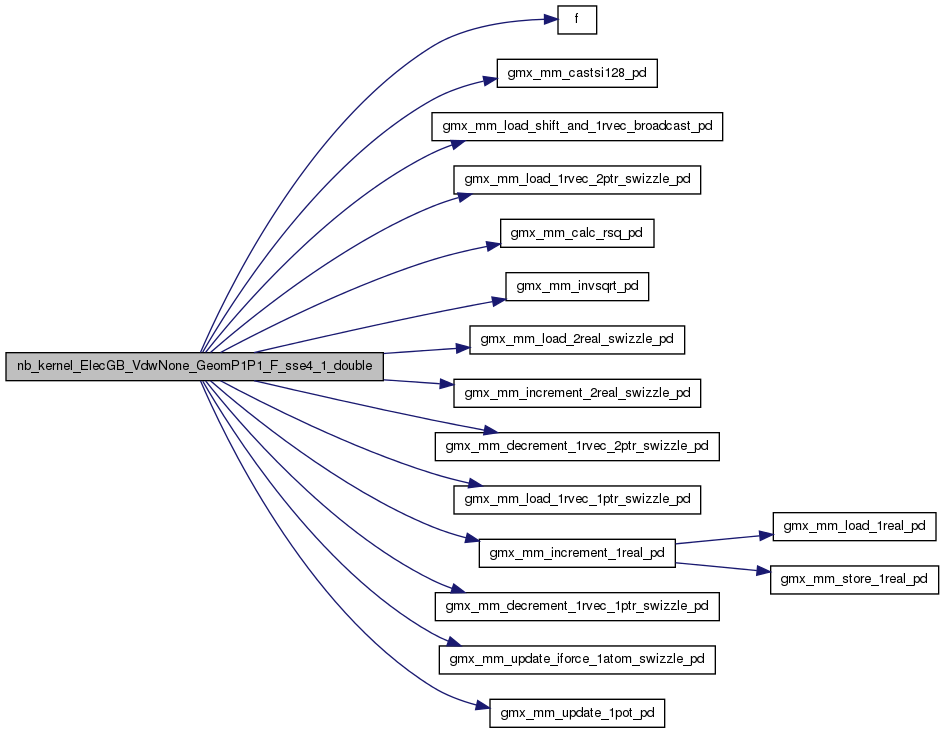 f
gmx_mm_castsi128_pd
gmx_mm_load_shift_and_1rvec_broadcast_pd
gmx_mm_load_1rvec_2ptr_swizzle_pd
gmx_mm_calc_rsq_pd
gmx_mm_invsqrt_pd
gmx_mm_load_2real_swizzle_pd
nb_kernel_ElecGB_VdwNone_GeomP1P1_F_sse4_1_double
gmx_mm_increment_2real_swizzle_pd
gmx_mm_decrement_1rvec_2ptr_swizzle_pd
gmx_mm_load_1rvec_1ptr_swizzle_pd
gmx_mm_increment_1real_pd
gmx_mm_load_1real_pd
gmx_mm_store_1real_pd
gmx_mm_decrement_1rvec_1ptr_swizzle_pd
gmx_mm_update_iforce_1atom_swizzle_pd
gmx_mm_update_1pot_pd